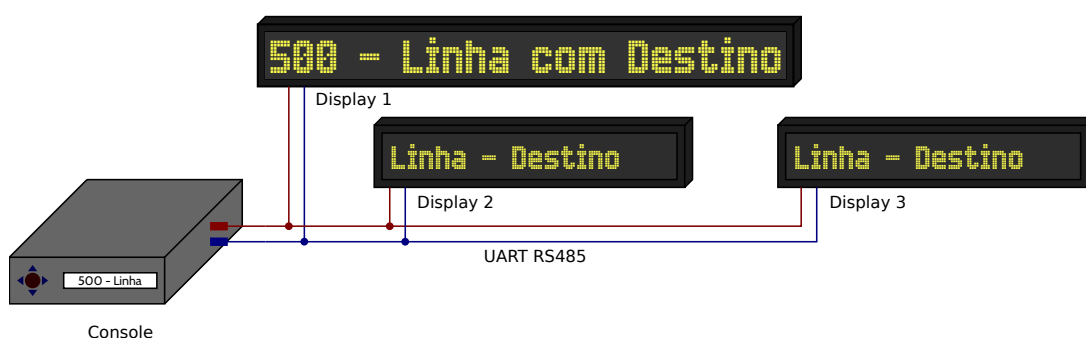 500 - Linha com Destino
Display 1
Linha - Destino
Display 2
Linha - Destino
Display 3
UART RS485
500 - Linha
Console